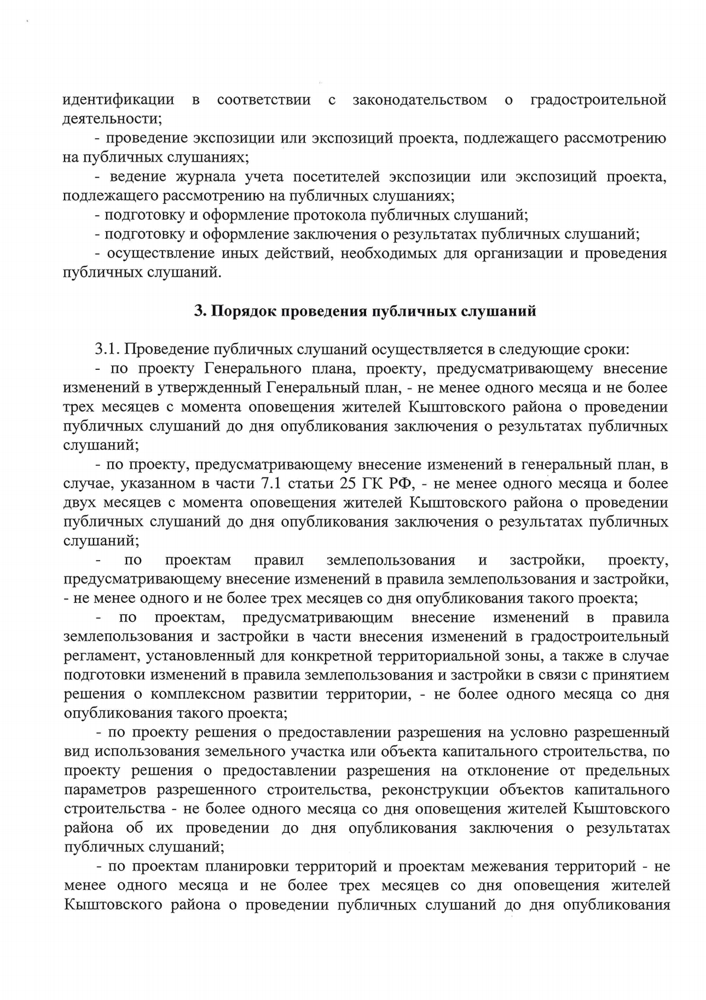 идентификации в соответствии с законодательством о градостроительной
деятельности;
- проведение экспозиции или экспозиций проекта, подлежащего рассмотрению
на публичных слушаниях;
- ведение журнала учета посетителей экспозиции или экспозиций проекта,
подлежащего рассмотрению на публичных слушаниях;
- подготовку и оформление протокола публичных слушаний;
- подготовку и оформление заключения о результатах публичных слушаний;
- осуществление иных действий, необходимых для организации и проведения
публичных слушаний.
3. Порядок проведения публичных слушаний
3.1. Проведение публичных слушаний осуществляется в следующие сроки:
- по проекту Генерального плана, проекту, предусматривающему внесение
изменений в утвержденный Генеральный план, - не менее одного месяца и не более
трех месяцев с момента оповещения жителей Кыштовского района о проведении
публичных слушаний до дня опубликования заключения о результатах публичных
слушаний;
- по проекту, предусматривающему внесение изменений в генеральный план, в
случае, указанном в части 7.1 статьи 25 ГК РФ, - не менее одного месяца и более
двух месяцев с момента оповещения жителей Кыштовского района о проведении
публичных слушаний до дня опубликования заключения о результатах публичных
слушаний;
- по проектам правил землепользования и застройки, проекту,
предусматривающему внесение изменений в правила землепользования и застройки,
- не менее одного и не более трех месяцев со дня опубликования такого проекта;
- по проектам, предусматривающим внесение изменений в правила
землепользования и застройки в части внесения изменений в градостроительный
регламент, установленный для конкретной территориальной зоны, а также в случае
подготовки изменений в правила землепользования и застройки в связи с принятием
решения о комплексном развитии территории, - не более одного месяца со дня
опубликования такого проекта;
- по проекту решения о предоставлении разрешения на условно разрешенный
вид использования земельного участка или объекта капитального строительства, по
проекту решения о предоставлении разрешения на отклонение от предельных
параметров разрешенного строительства, реконструкции объектов капитального
строительства - не более одного месяца со дня оповещения жителей Кыштовского
района об их проведении до дня опубликования заключения о результатах
публичных слушаний;
- по проектам планировки территорий и проектам межевания территорий - не
менее одного месяца и не более трех месяцев со дня оповещения жителей
Кыштовского района о проведении публичных слушаний до дня опубликования